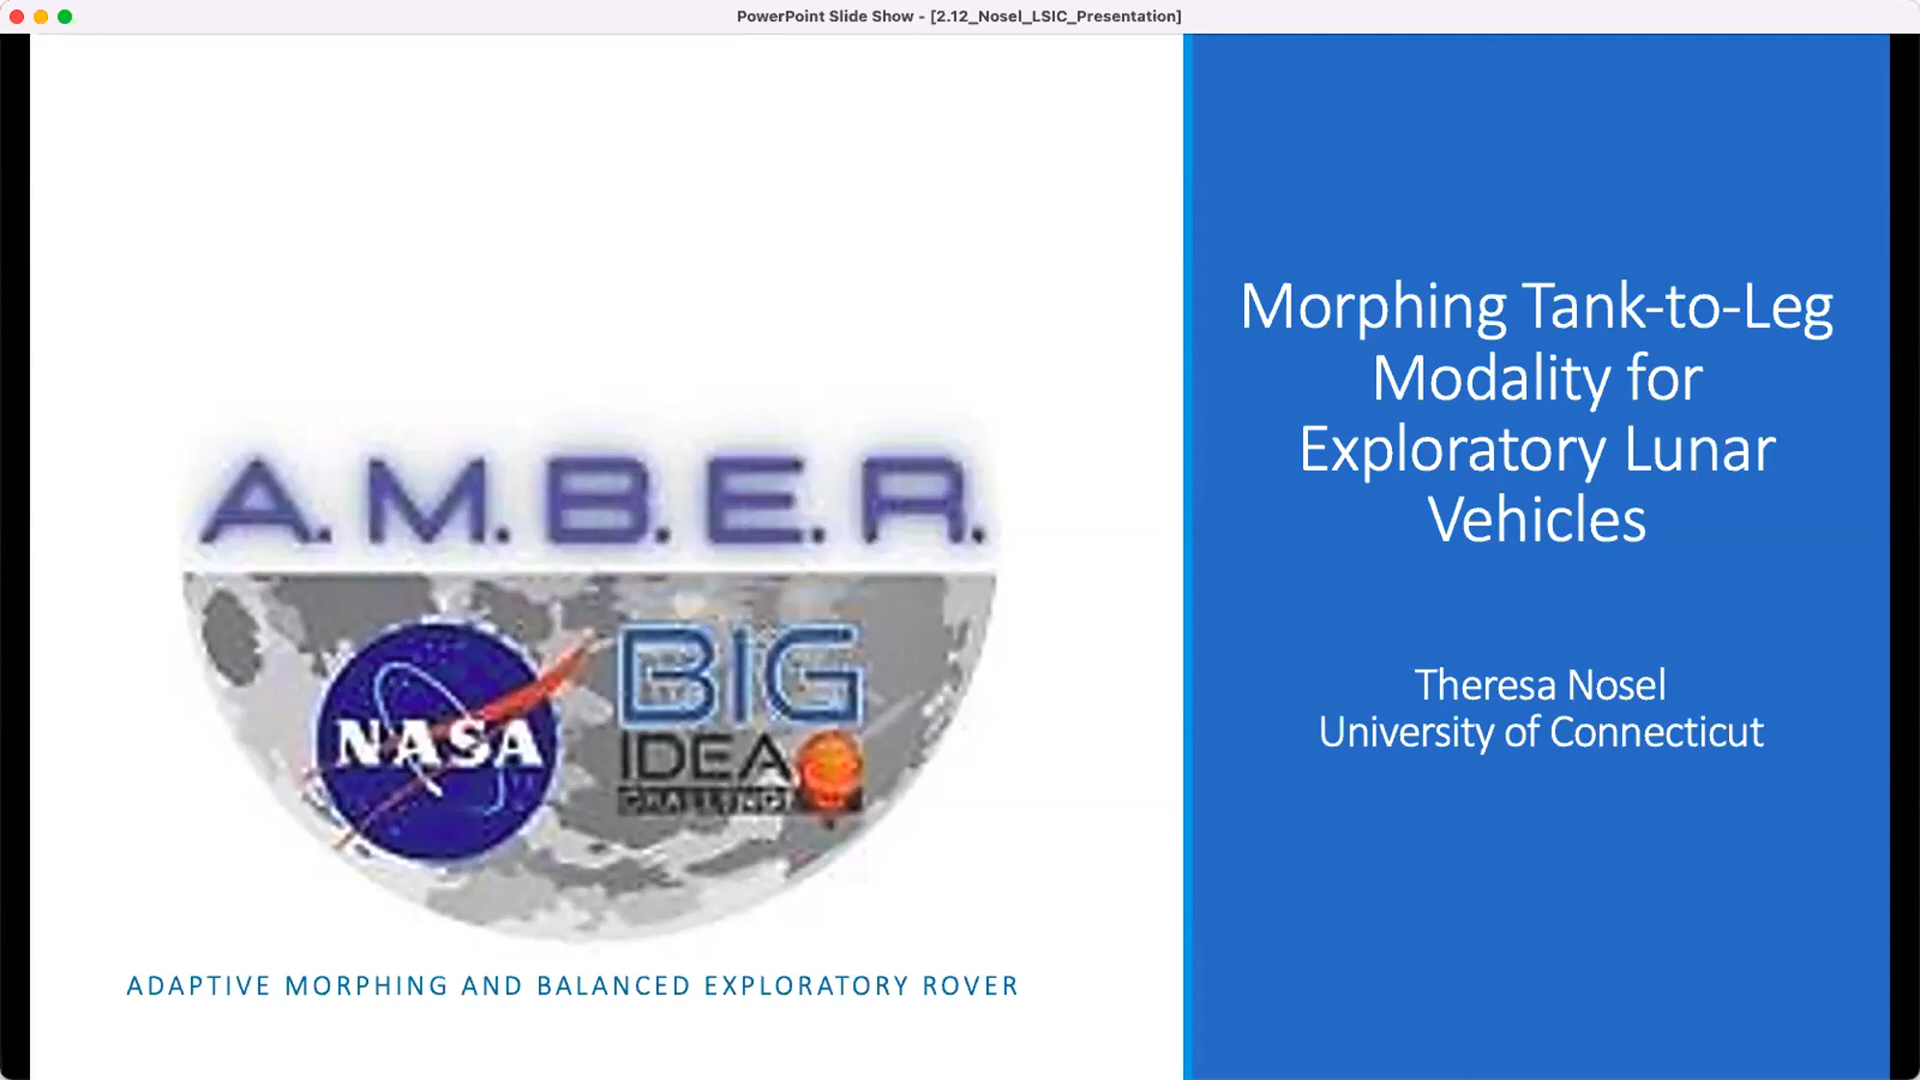 PowerPoint Slide Show - [2.12_Nosel_LSIC_Presentation]
A.M.B.E.R.
NASA
BIG
IDEA
CHALLENGE
ADAPTIVE MORPHING AND BALANCED EXPLORATORY ROVER
Morphing Tank-to-Leg
Modality for
Exploratory Lunar
Vehicles
Theresa Nosel
University of Connecticut